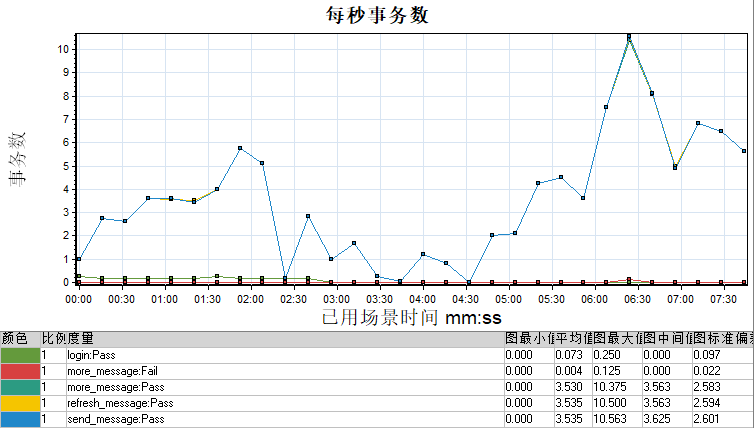 每秒事务数
事务数
10
9
8
7
6
5
4
3
2
1
0
00:00 00:30 01:00 01:30 02:00 02:30 03:00 03:30 04:00 04:30 05:00 05:30 06:00 06:30 07:00 07:30
已用场景时间 mm:ss
颜色 比例 度量 图最小值 平均值 图最大值 图中间值 图标准偏差
1 login:Pass 0.000 0.073 0.250 0.000 0.097
1 more_message:Fail 0.000 0.004 0.125 0.000 0.022
1 more_message:Pass 0.000 3.530 10.375 3.563 2.583
1 refresh_message:Pass 0.000 3.535 10.500 3.563 2.594
1 send_message:Pass 0.000 3.535 10.563 3.625 2.601